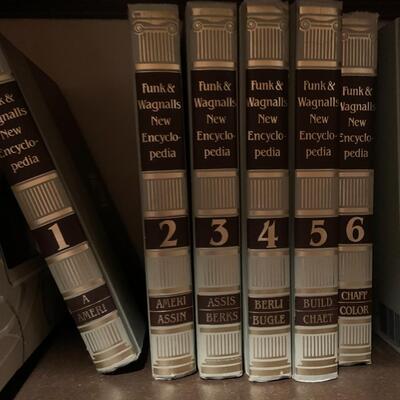 Funk &
Wagnalls
New
Encyclo-
pedia
1
A
AMERI
Funk &
Wagnalls
New
Encyclo-
pedia
2
AMERI
ASSIN
Funk &
Wagnalls
New
Encyclo-
pedia
3
ASSIS
BERKS
Funk &
Wagnalls
New
Encyclo-
pedia
4
BERLI
BUGLE
Funk &
Wagnalls
New
Encyclo-
pedia
5
BUILD
CHAET
Funk &
Wagnalls
New
Encyclo-
pedia
6
CHAFF
COLOR